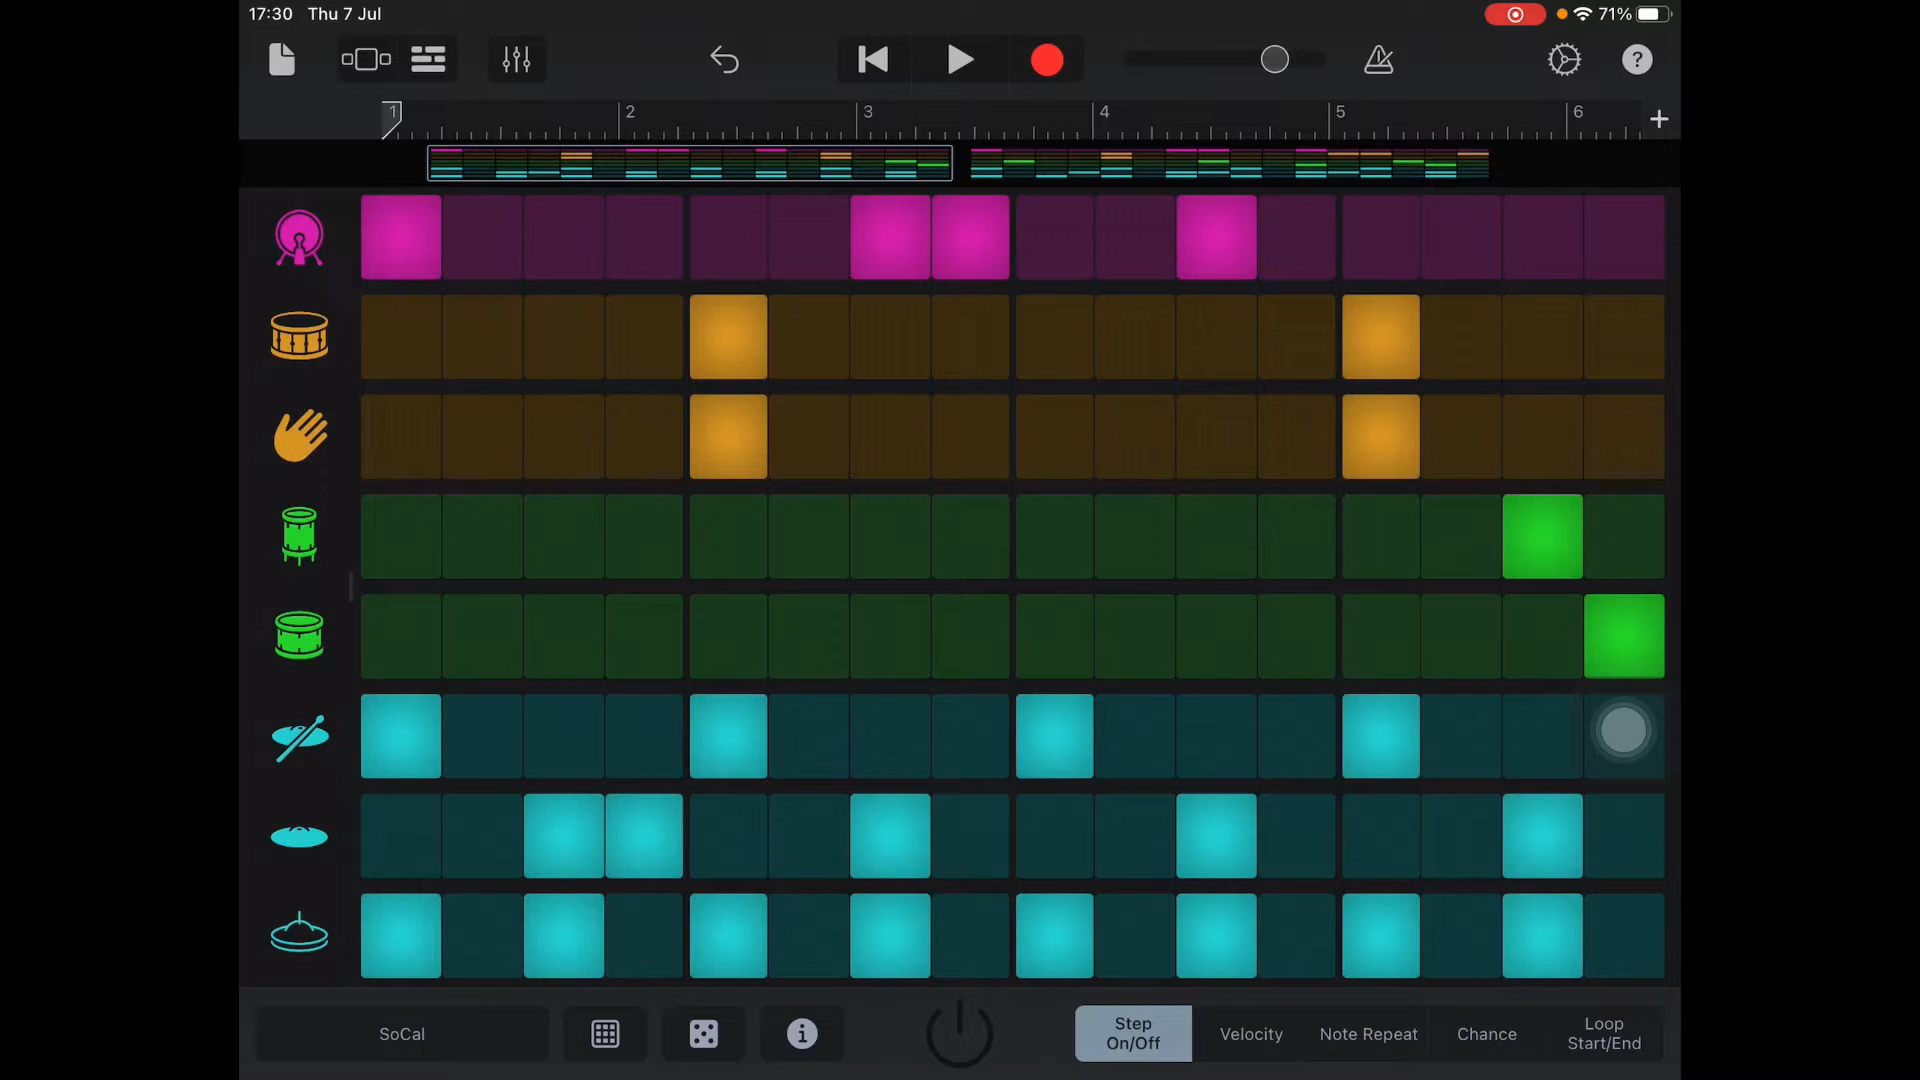 17:30 Thu 7 Jul
71%
?
1 2 3 4 5 6 +
SoCal
i
Step
On/Off
Velocity
Note Repeat
Chance
Loop
Start/End